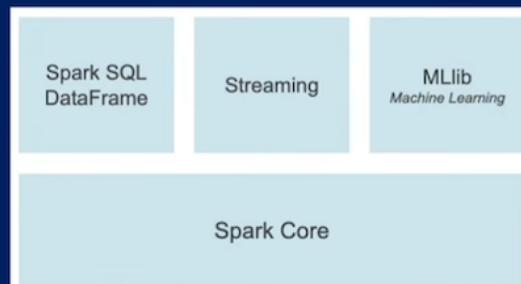 Spark SQL
DataFrame
Streaming
MLlib
Machine Learning
Spark Core